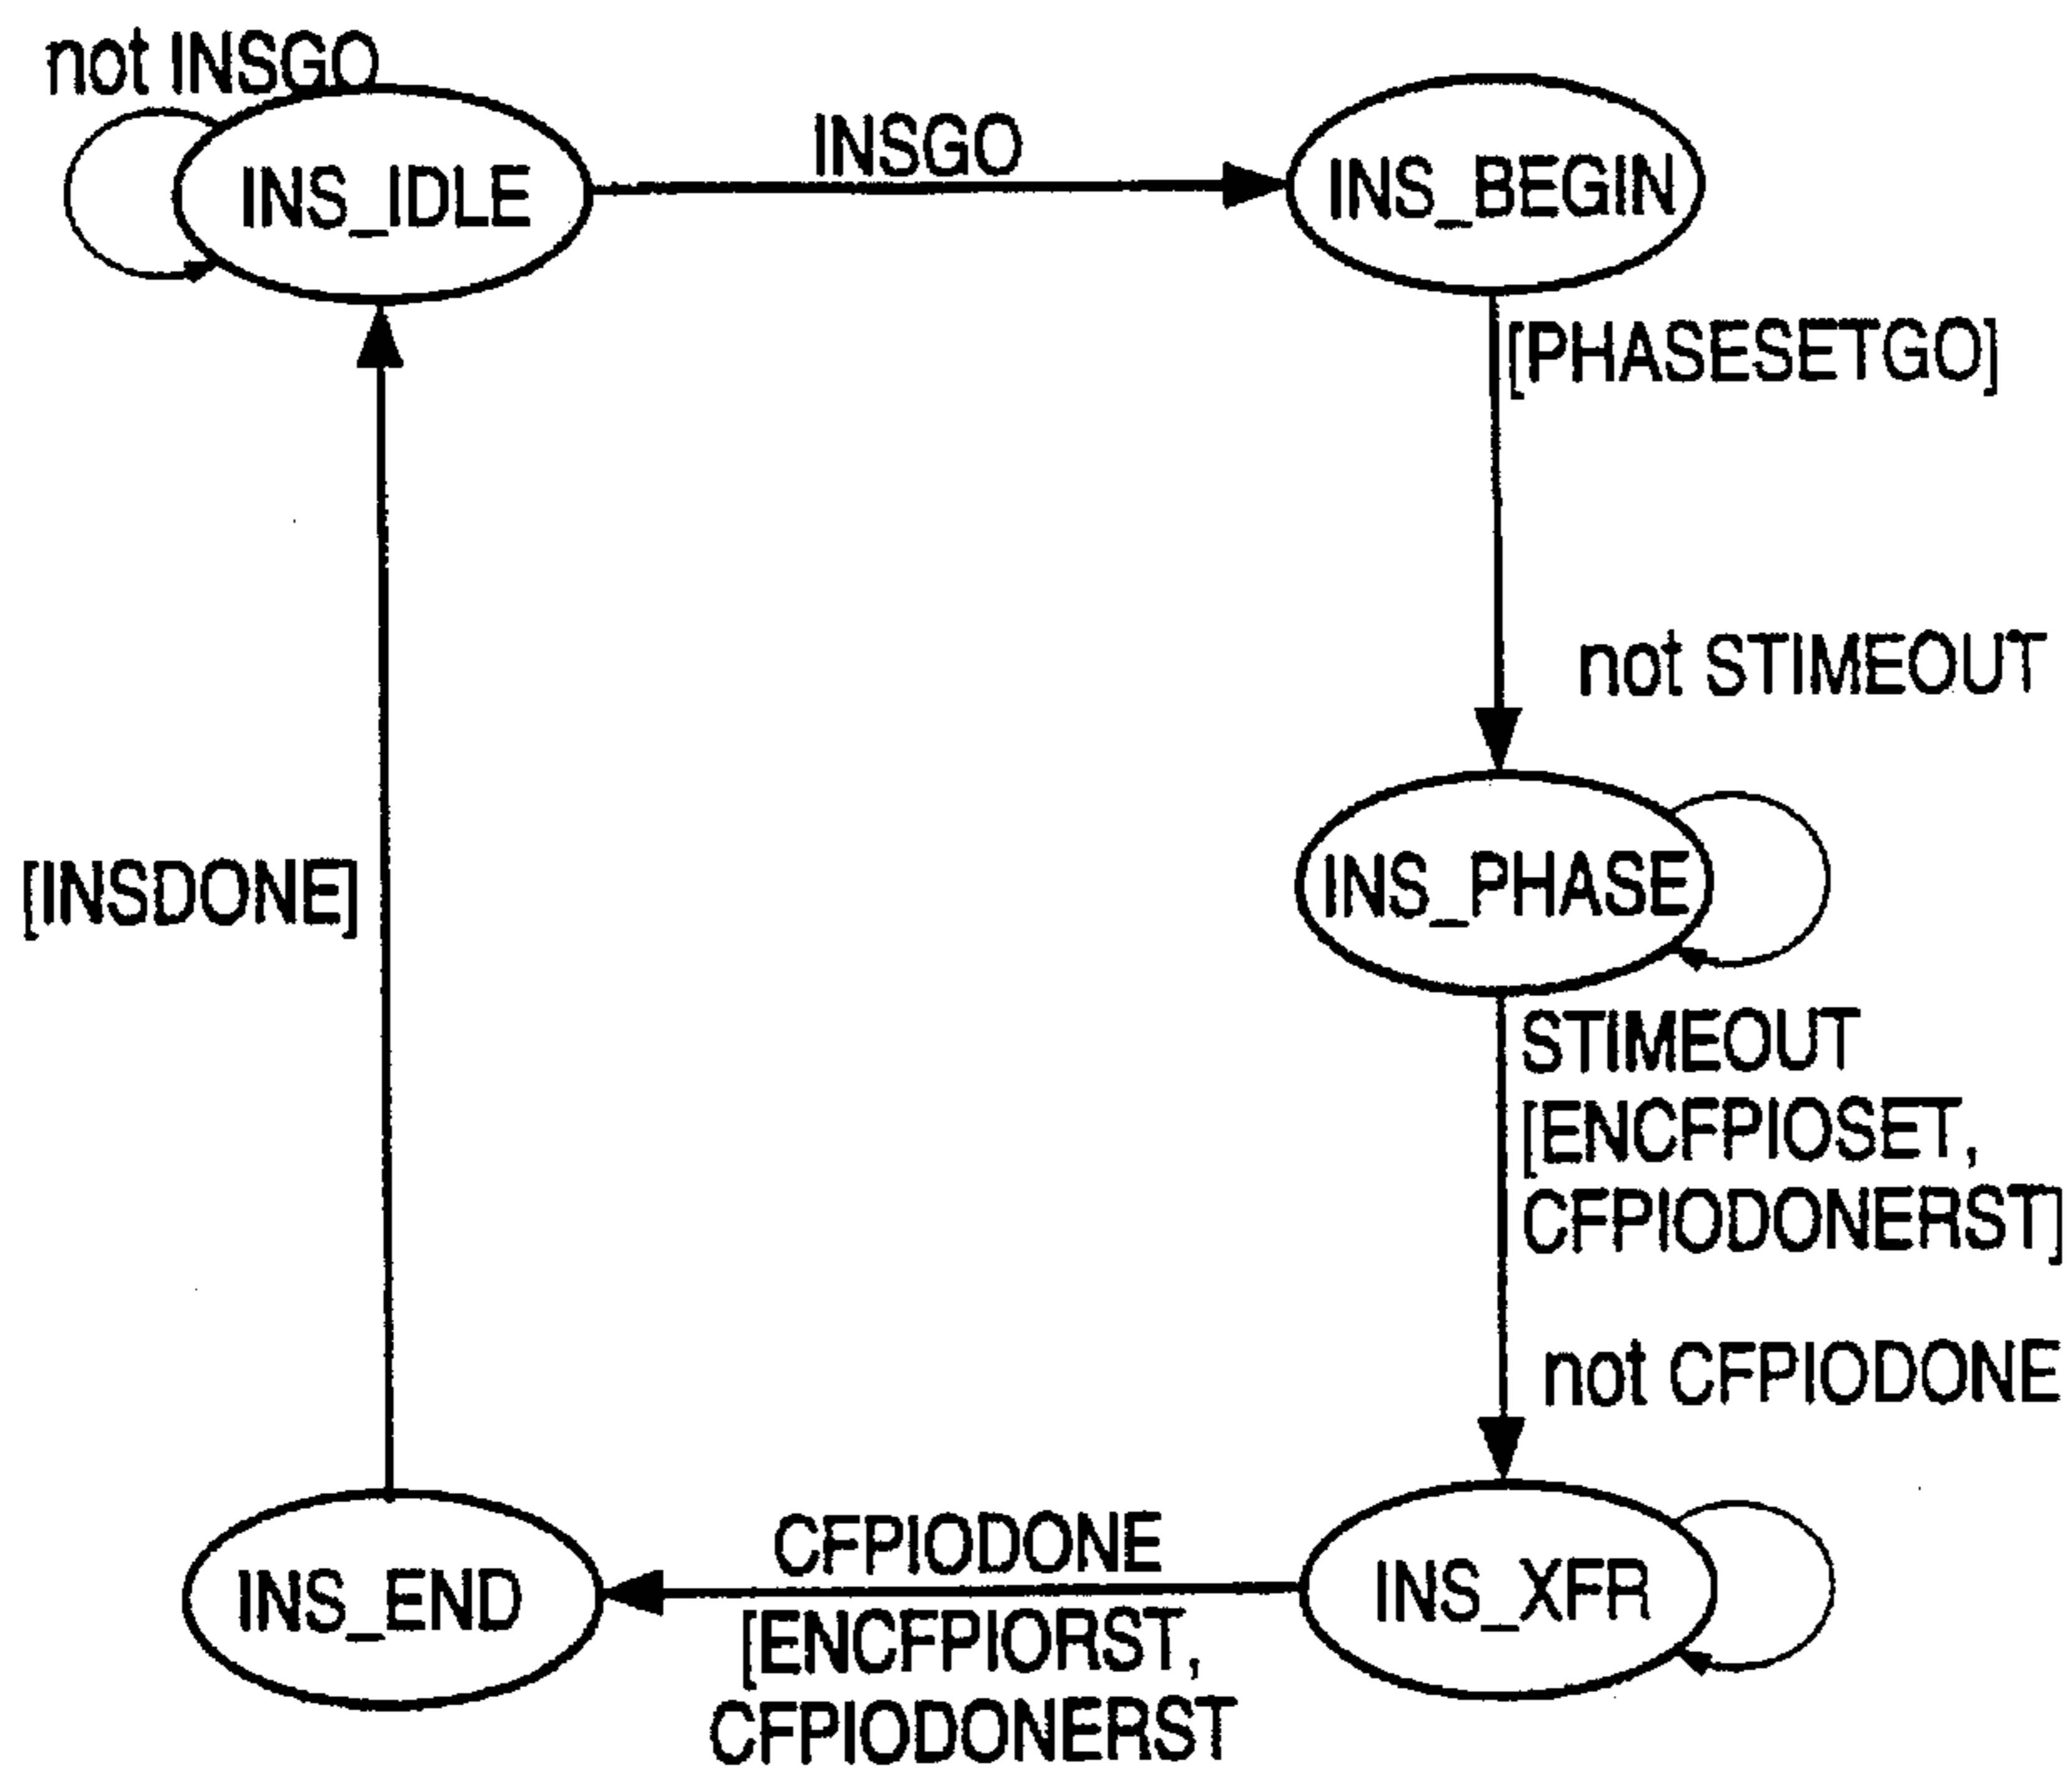 not INSGO
INS_IDLE
INSGO
INS_BEGIN
[PHASESETGO]
not STIMEOUT
INS_PHASE
[INSDONE]
STIMEOUT
[ENCFPIOSET,
CFPIODONERST]
not CFPIODONE
INS_XFR
CFPIODONE
[ENCFPIORST,
CFPIODONERST
INS_END